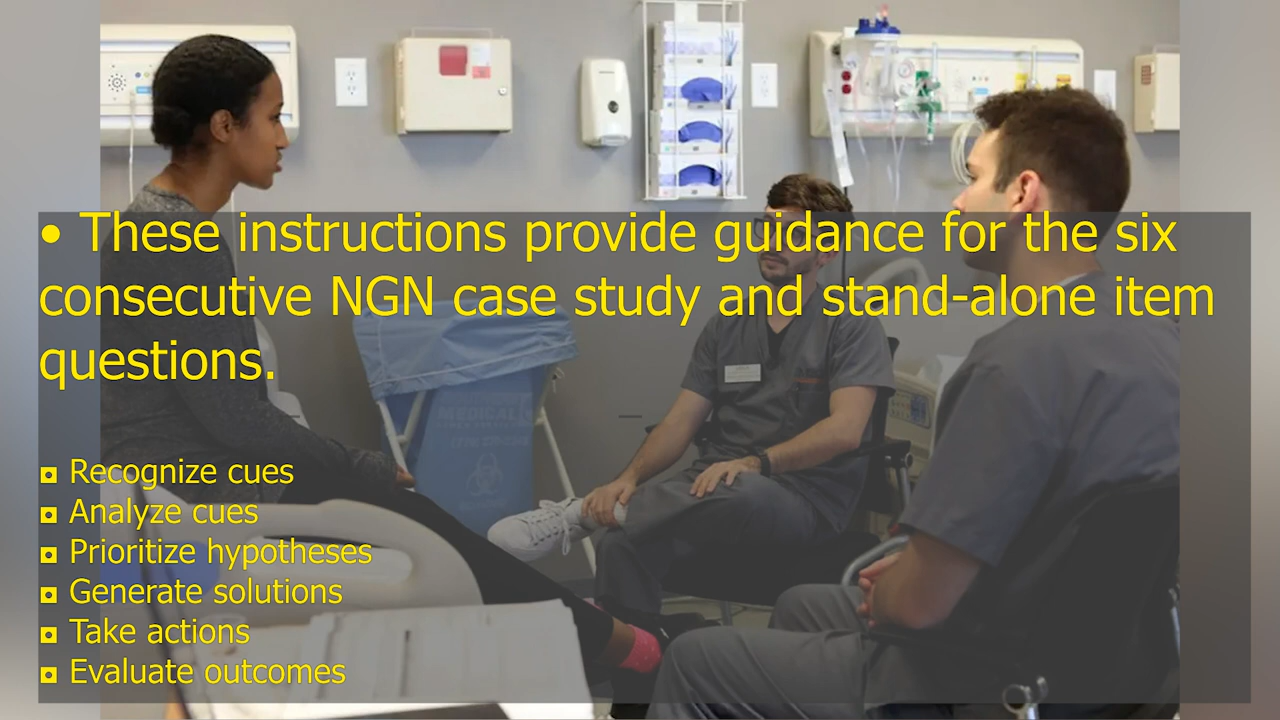 • These instructions provide guidance for the six
consecutive NGN case study and stand-alone item
questions.
◘ Recognize cues
◘ Analyze cues
◘ Prioritize hypotheses
◘ Generate solutions
◘ Take actions
◘ Evaluate outcomes